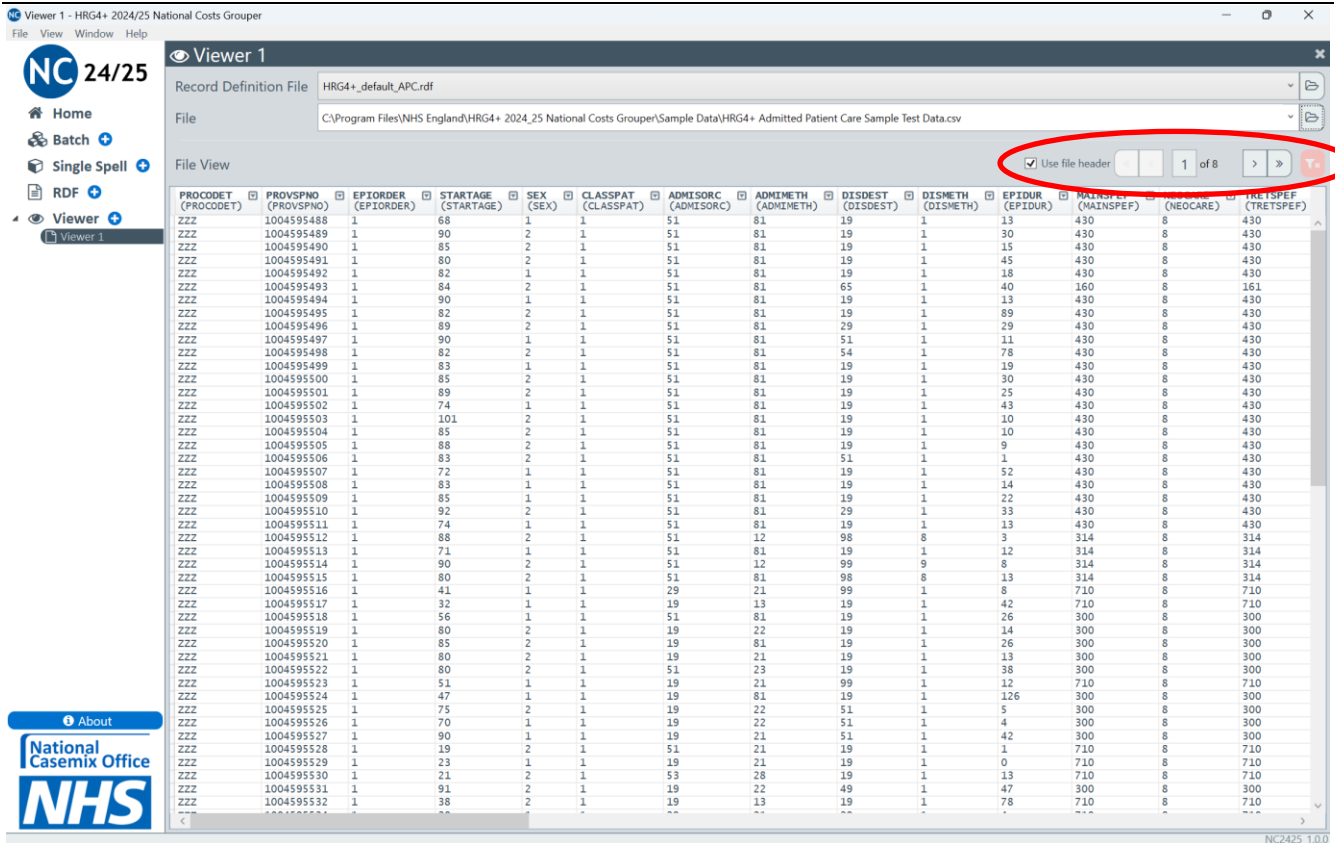 NC Viewer 1 - HRG4+ 2024/25 National Costs Grouper
File View Window Help
NC 24/25
Home
Batch
Single Spell
RDF
Viewer
Viewer 1
Viewer 1
Record Definition File HRG4+_default_APC.rdf
File C:\Program Files\NHS England\HRG4+ 2024_25 National Costs Grouper\Sample Data\HRG4+ Admitted Patient Care Sample Test Data.csv
File View Use file header 1 of 8
PROCODET PROVSPNO EPIORDER STARTAGE SEX CLASSPAT ADMISORC ADMIMETH DISDEST DISMETH EPIDUR MAINSPEF NEOCARE TRETSPEF
(PROCODET) (PROVSPNO) (EPIORDER) (STARTAGE) (SEX) (CLASSPAT) (ADMISORC) (ADMIMETH) (DISDEST) (DISMETH) (EPIDUR) (MAINSPEF) (NEOCARE) (TRETSPEF)
ZZZ 1004595488 1 68 1 1 51 81 19 1 13 430 8 430
ZZZ 1004595489 1 90 2 1 51 81 19 1 30 430 8 430
ZZZ 1004595490 1 85 2 1 51 81 19 1 15 430 8 430
ZZZ 1004595491 1 80 2 1 51 81 19 1 45 430 8 430
ZZZ 1004595492 1 82 1 1 51 81 19 1 18 430 8 430
ZZZ 1004595493 1 84 2 1 51 81 65 1 40 160 8 161
ZZZ 1004595494 1 90 1 1 51 81 19 1 13 430 8 430
ZZZ 1004595495 1 82 2 1 51 81 19 1 89 430 8 430
ZZZ 1004595496 1 89 2 1 51 81 29 1 29 430 8 430
ZZZ 1004595497 1 90 1 1 51 81 51 1 11 430 8 430
ZZZ 1004595498 1 82 2 1 51 81 54 1 78 430 8 430
ZZZ 1004595499 1 83 1 1 51 81 19 1 19 430 8 430
ZZZ 1004595500 1 85 2 1 51 81 19 1 30 430 8 430
ZZZ 1004595501 1 89 2 1 51 81 19 1 25 430 8 430
ZZZ 1004595502 1 74 1 1 51 81 19 1 43 430 8 430
ZZZ 1004595503 1 101 2 1 51 81 19 1 10 430 8 430
ZZZ 1004595504 1 85 2 1 51 81 19 1 10 430 8 430
ZZZ 1004595505 1 88 2 1 51 81 19 1 9 430 8 430
ZZZ 1004595506 1 83 2 1 51 81 51 1 1 430 8 430
ZZZ 1004595507 1 72 1 1 51 81 19 1 52 430 8 430
ZZZ 1004595508 1 83 1 1 51 81 19 1 14 430 8 430
ZZZ 1004595509 1 85 1 1 51 81 19 1 22 430 8 430
ZZZ 1004595510 1 92 2 1 51 81 29 1 33 430 8 430
ZZZ 1004595511 1 74 1 1 51 81 19 1 13 430 8 430
ZZZ 1004595512 1 88 2 1 51 12 98 8 3 314 8 314
ZZZ 1004595513 1 71 1 1 51 81 19 1 12 314 8 314
ZZZ 1004595514 1 90 2 1 51 12 99 9 8 314 8 314
ZZZ 1004595515 1 80 2 1 51 81 98 8 13 314 8 314
ZZZ 1004595516 1 41 1 1 29 21 99 1 8 710 8 710
ZZZ 1004595517 1 32 1 1 19 13 19 1 42 710 8 710
ZZZ 1004595518 1 56 1 1 51 81 19 1 26 300 8 300
ZZZ 1004595519 1 80 2 1 19 22 19 1 14 300 8 300
ZZZ 1004595520 1 85 2 1 19 81 19 1 26 300 8 300
ZZZ 1004595521 1 80 2 1 19 21 19 1 13 300 8 300
ZZZ 1004595522 1 80 2 1 51 23 19 1 38 300 8 300
ZZZ 1004595523 1 51 1 1 19 21 99 1 12 710 8 710
ZZZ 1004595524 1 47 1 1 19 81 19 1 126 300 8 300
ZZZ 1004595525 1 75 2 1 19 22 51 1 5 300 8 300
ZZZ 1004595526 1 70 1 1 19 22 51 1 4 300 8 300
ZZZ 1004595527 1 90 1 1 19 21 51 1 42 300 8 300
ZZZ 1004595528 1 19 2 1 51 21 19 1 1 710 8 710
ZZZ 1004595529 1 23 1 1 19 21 19 1 0 710 8 710
ZZZ 1004595530 1 21 2 1 53 28 19 1 13 710 8 710
ZZZ 1004595531 1 91 2 1 19 22 49 1 47 300 8 300
ZZZ 1004595532 1 38 2 1 19 13 19 1 78 710 8 710
About
National
Casemix Office
NHS
NC2425 1.0.0